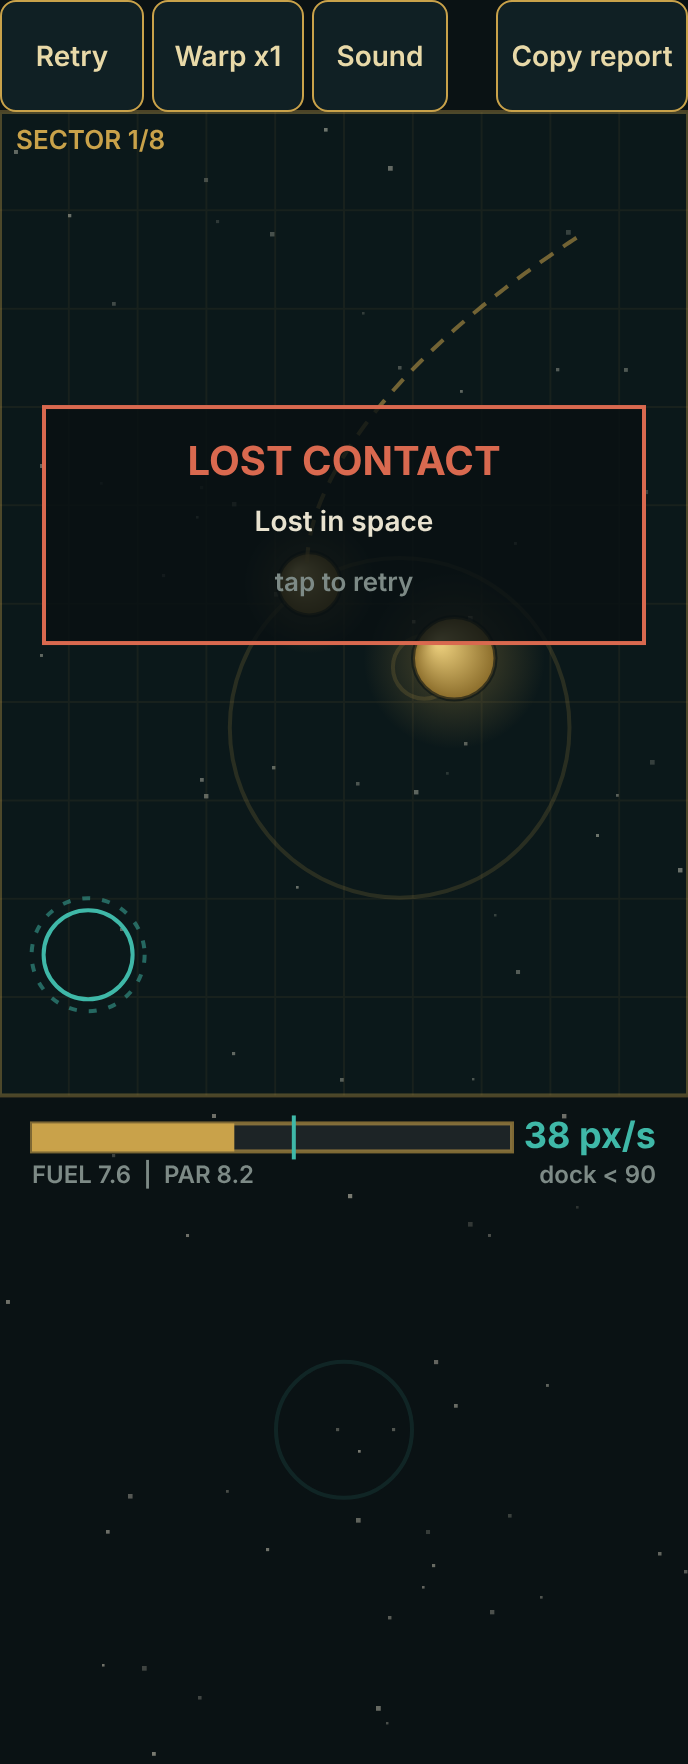 Retry Warp x1 Sound Copy report
SECTOR 1/8
LOST CONTACT
Lost in space
tap to retry
38 px/s
FUEL 7.6 | PAR 8.2 dock < 90